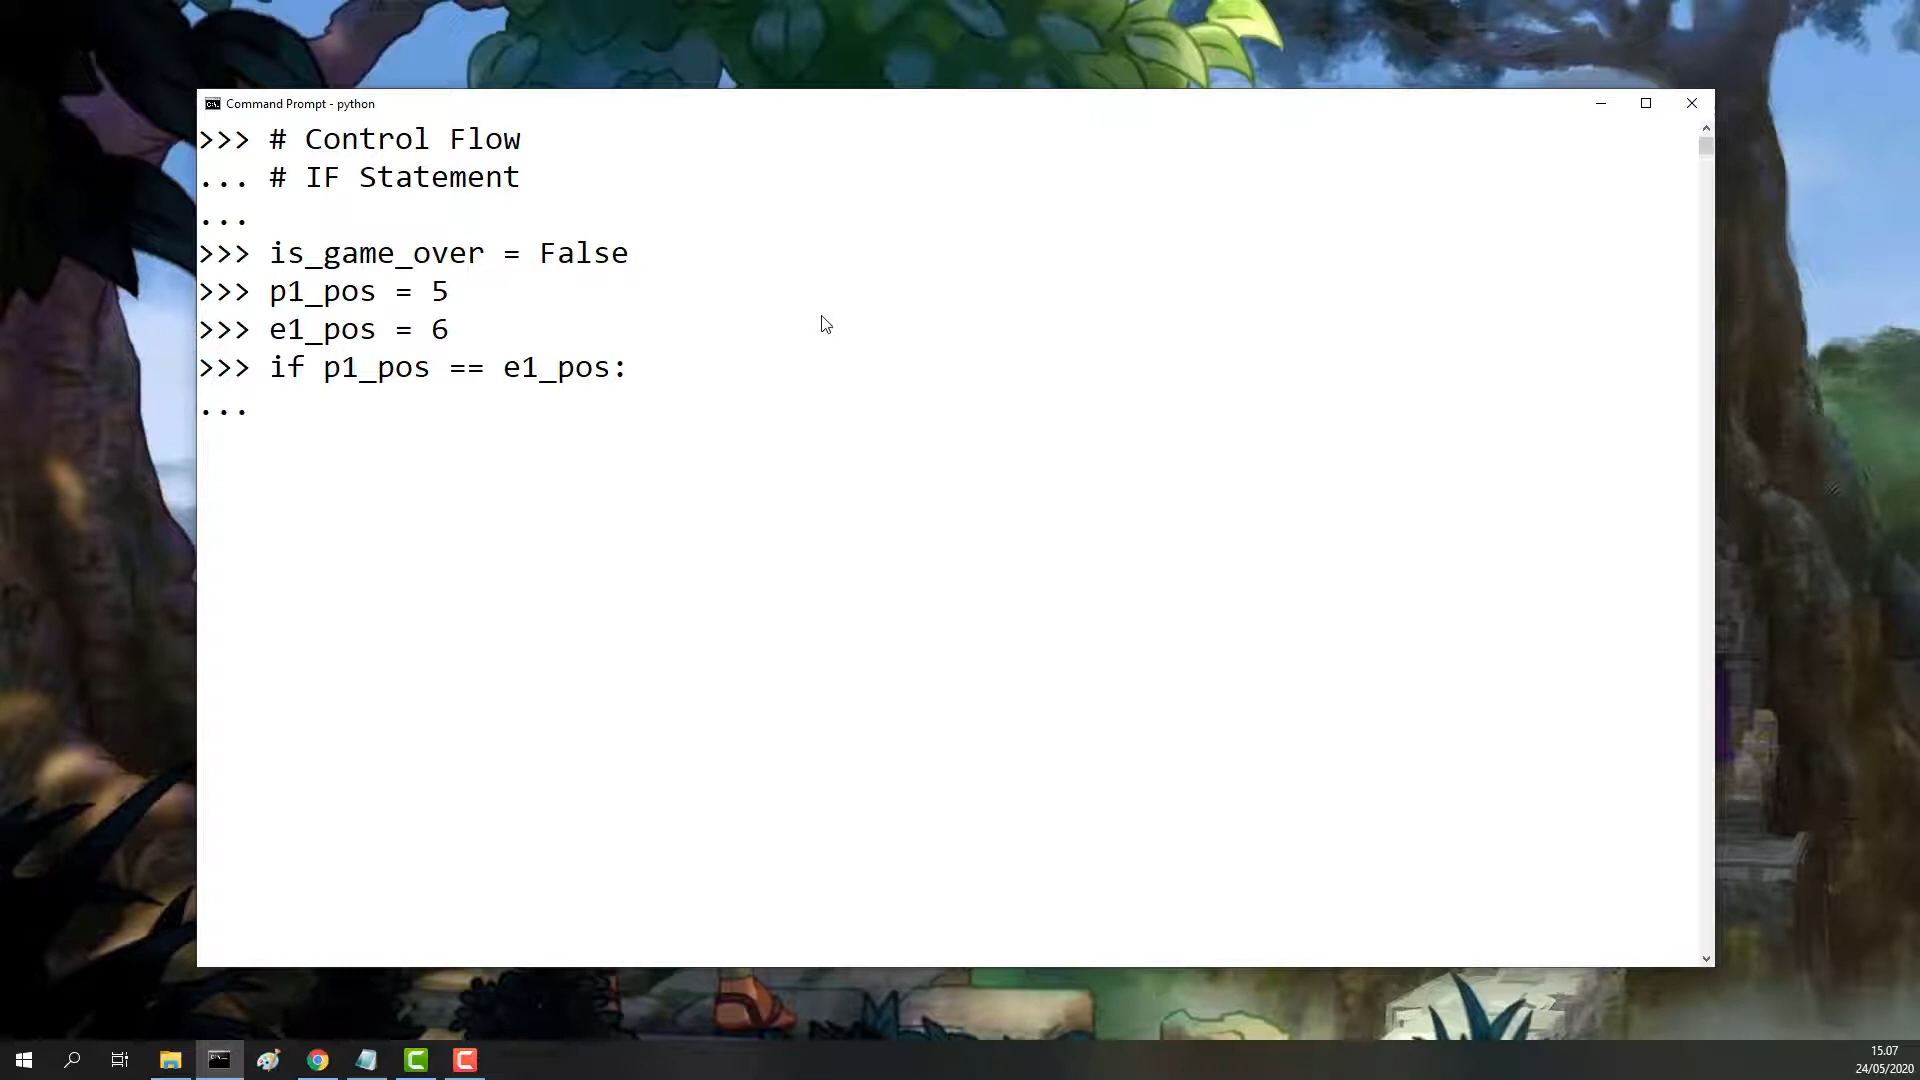 Command Prompt - python
>>> # Control Flow
... # IF Statement
...
>>> is_game_over = False
>>> p1_pos = 5
>>> e1_pos = 6
>>> if p1_pos == e1_pos:
...
15.07
24/05/2020